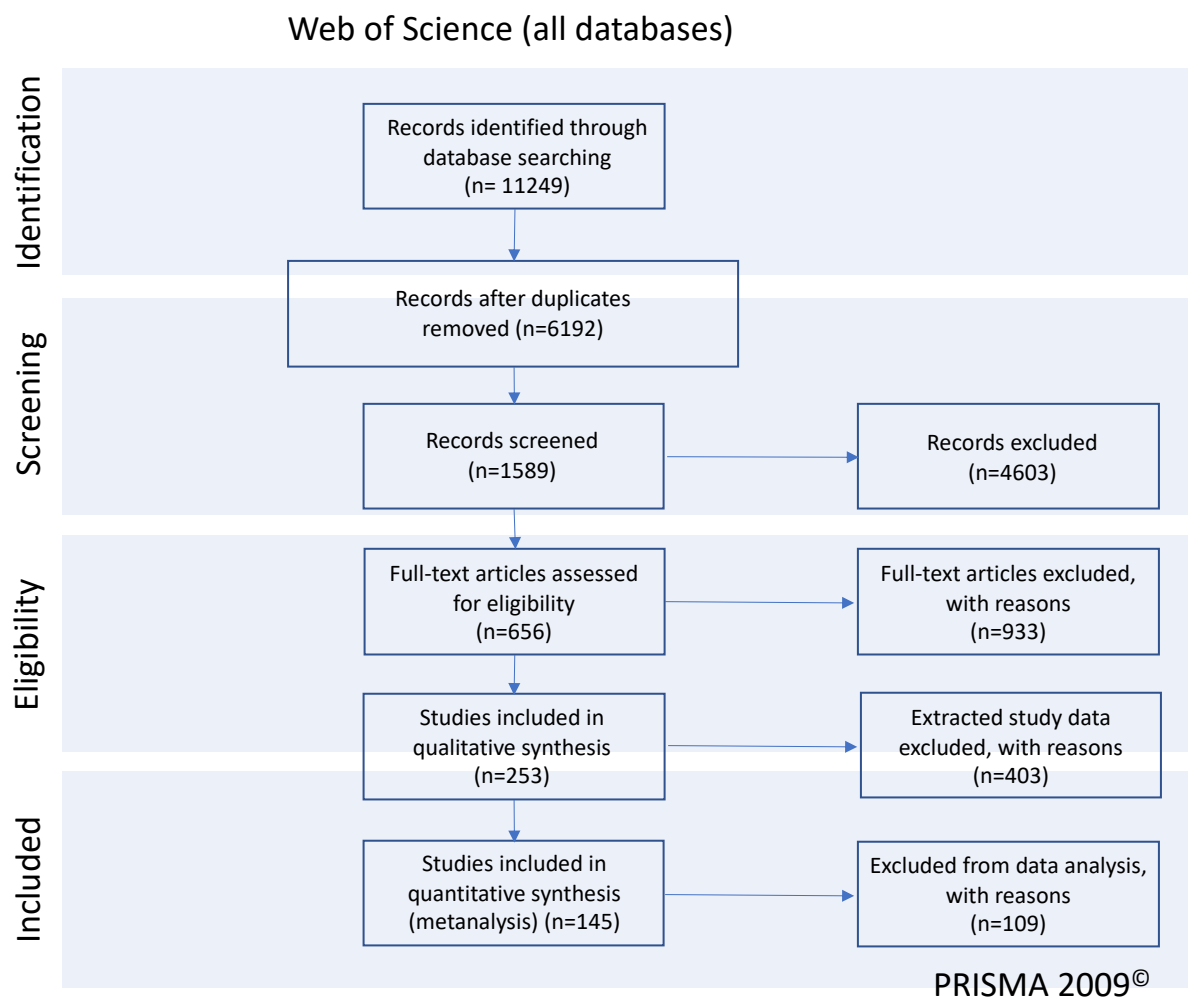 Web of Science (all databases)
Identification
Records identified through
database searching
(n= 11249)
Records after duplicates
removed (n=6192)
Screening
Records screened
(n=1589)
Records excluded
(n=4603)
Eligibility
Full-text articles assessed
for eligibility
(n=656)
Full-text articles excluded,
with reasons
(n=933)
Studies included in
qualitative synthesis
(n=253)
Extracted study data
excluded, with reasons
(n=403)
Included
Studies included in
quantitative synthesis
(metanalysis) (n=145)
Excluded from data analysis,
with reasons
(n=109)
PRISMA 2009©